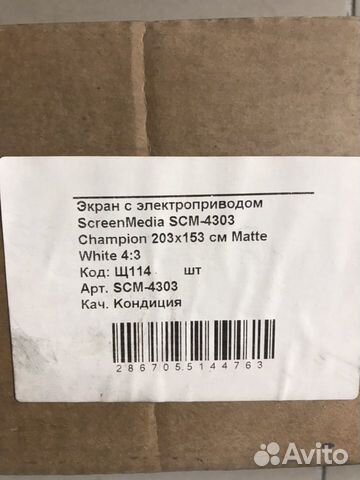 Экран с электроприводом
ScreenMedia SCM-4303
Champion 203x153 см Matte
White 4:3
Код: Щ114 шт
Арт. SCM-4303
Кач. Кондиция
2867055144763
Avito